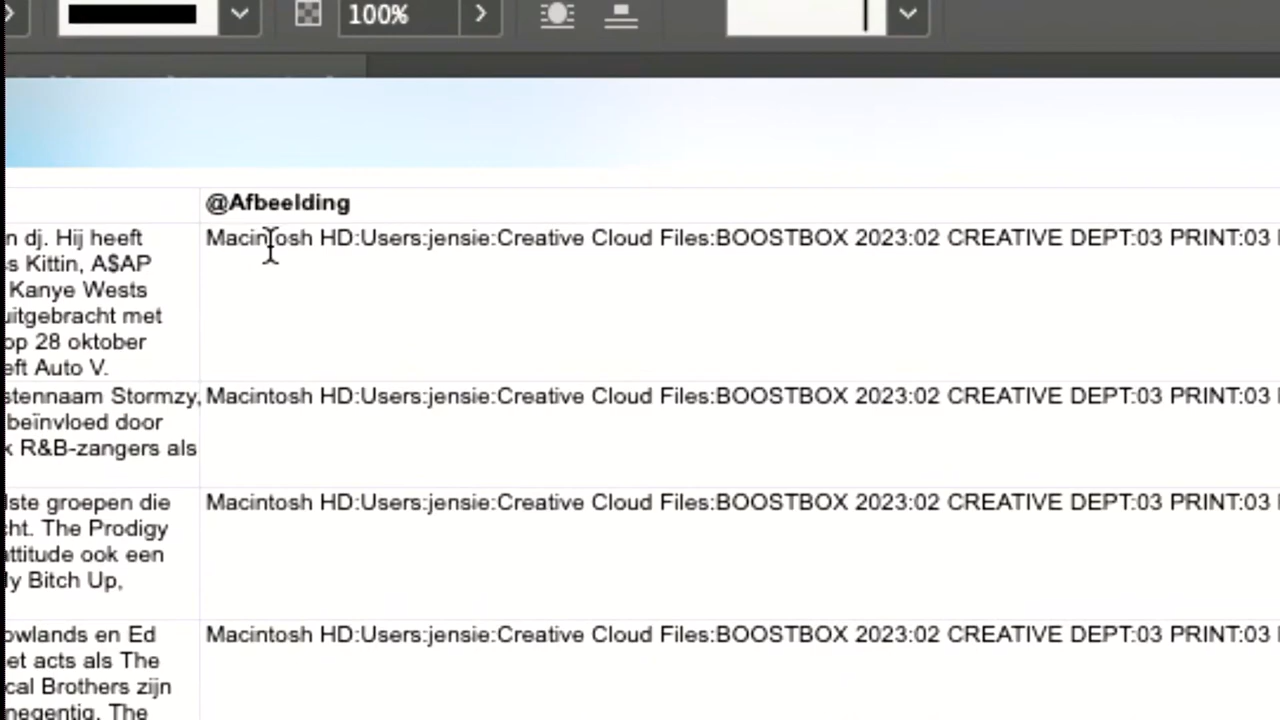 100%
@Afbeelding
n dj. Hij heeft
s Kittin, A$AP
Kanye Wests
uitgebracht met
op 28 oktober
eft Auto V.
Macintosh HD:Users:jensie:Creative Cloud Files:BOOSTBOX 2023:02 CREATIVE DEPT:03 PRINT:03
stennaam Stormzy,
beïnvloed door
k R&B-zangers als
Macintosh HD:Users:jensie:Creative Cloud Files:BOOSTBOX 2023:02 CREATIVE DEPT:03 PRINT:03
lste groepen die
cht. The Prodigy
attitude ook een
ly Bitch Up,
Macintosh HD:Users:jensie:Creative Cloud Files:BOOSTBOX 2023:02 CREATIVE DEPT:03 PRINT:03
owlands en Ed
et acts als The
cal Brothers zijn
negentig. The
Macintosh HD:Users:jensie:Creative Cloud Files:BOOSTBOX 2023:02 CREATIVE DEPT:03 PRINT:03